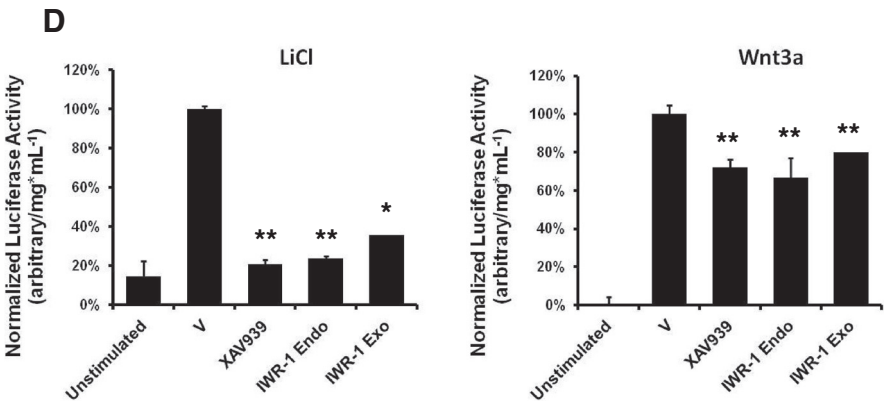 D
LiCl
Normalized Luciferase Activity
(arbitrary/mg*mL-1)
120%
100%
80%
60%
40%
20%
0%
**
**
*
Unstimulated
V
XAV939
IWR-1 Endo
IWR-1 Exo
Wnt3a
Normalized Luciferase Activity
(arbitrary/mg*mL-1)
120%
100%
80%
60%
40%
20%
0%
**
**
**
Unstimulated
V
XAV939
IWR-1 Endo
IWR-1 Exo